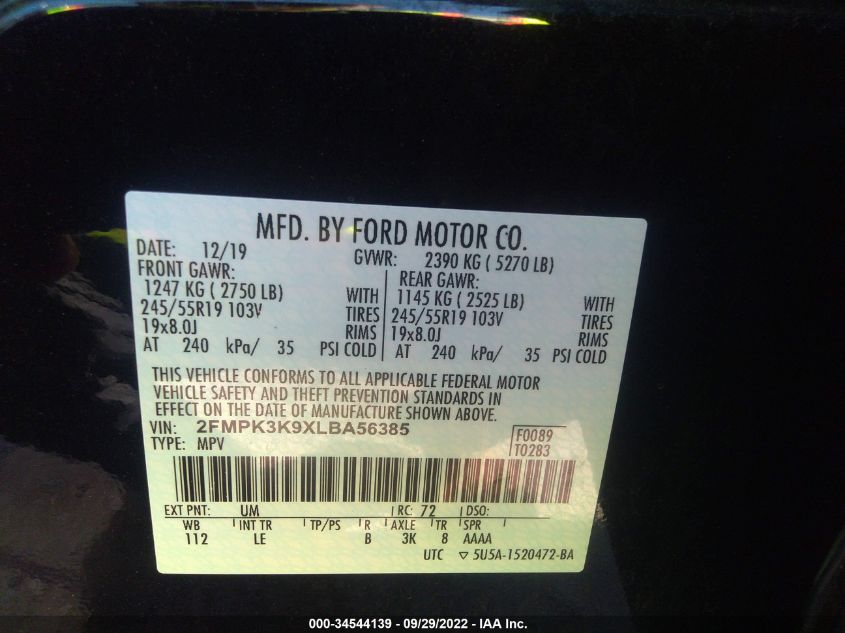 MFD. BY FORD MOTOR CO.
DATE: 12/19 GVWR: 2390 KG ( 5270 LB)
FRONT GAWR: REAR GAWR:
1247 KG ( 2750 LB) WITH 1145 KG ( 2525 LB) WITH
245/55R19 103V TIRES 245/55R19 103V TIRES
19x8.0J RIMS 19x8.0J RIMS
AT 240 kPa/ 35 PSI COLD AT 240 kPa/ 35 PSI COLD
THIS VEHICLE CONFORMS TO ALL APPLICABLE FEDERAL MOTOR
VEHICLE SAFETY AND THEFT PREVENTION STANDARDS IN
EFFECT ON THE DATE OF MANUFACTURE SHOWN ABOVE.
VIN: 2FMPK3K9XLBA56385 F0089
TYPE: MPV T0283
EXT PNT: UM RC: 72 DSO:
WB INT TR TP/PS R AXLE TR SPR
112 LE B 3K 8 AAAA
UTC ▽ 5U5A-1520472-BA
000-34544139 - 09/29/2022 - IAA Inc.